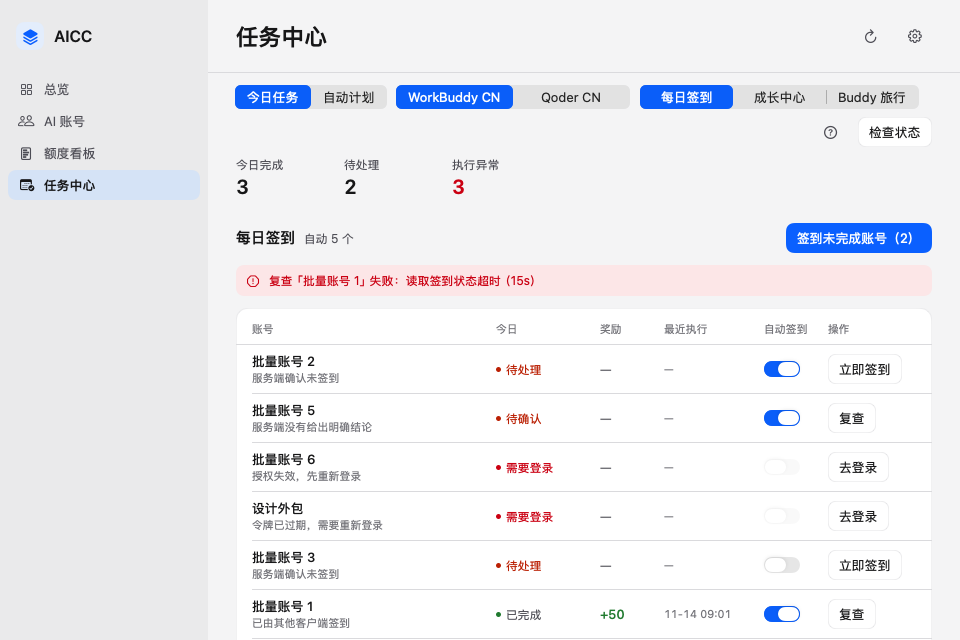 AICC
总览
AI 账号
额度看板
任务中心
任务中心
今日任务 自动计划 WorkBuddy CN Qoder CN 每日签到 成长中心 Buddy 旅行
检查状态
今日完成 待处理 执行异常
3 2 3
每日签到 自动 5 个 签到未完成账号（2）
复查「批量账号 1」失败：读取签到状态超时 (15s)
账号 今日 奖励 最近执行 自动签到 操作
批量账号 2
服务端确认未签到
待处理 — — 立即签到
批量账号 5
服务端没有给出明确结论
待确认 — — 复查
批量账号 6
授权失效，先重新登录
需要登录 — — 去登录
设计外包
令牌已过期，需要重新登录
需要登录 — — 去登录
批量账号 3
服务端确认未签到
待处理 — — 立即签到
批量账号 1
已由其他客户端签到
已完成 +50 11-14 09:01 复查